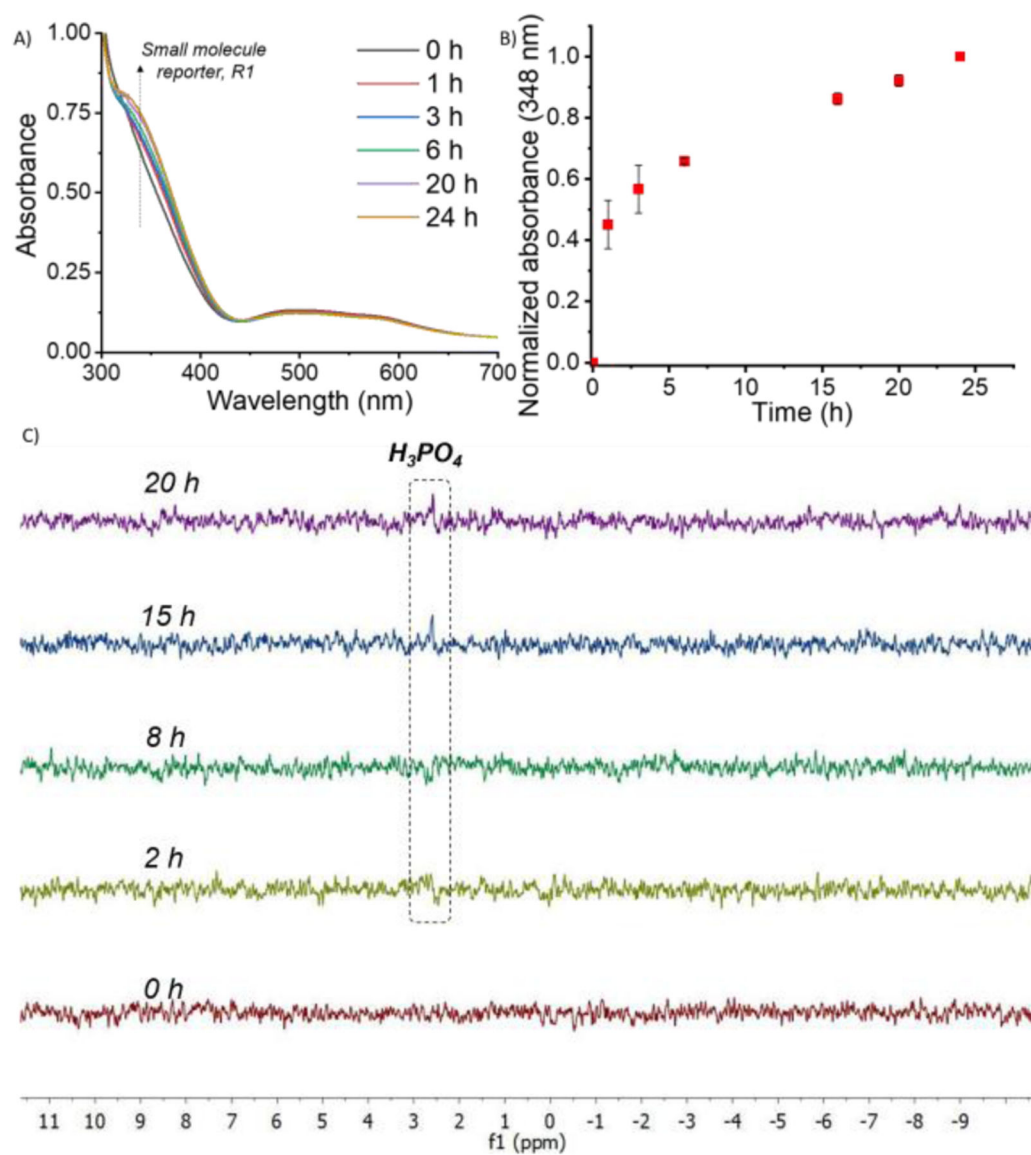 A)
1.00
0.75
0.50
0.25
0.00
Absorbance
Small molecule
reporter, R1
0 h
1 h
3 h
6 h
20 h
24 h
300 400 500 600 700
Wavelength (nm)
B)
1.0
0.8
0.6
0.4
0.2
0.0
Normalized absorbance (348 nm)
0 5 10 15 20 25
Time (h)
C)
H₃PO₄
20 h
15 h
8 h
2 h
0 h
11 10 9 8 7 6 5 4 3 2 1 0 -1 -2 -3 -4 -5 -6 -7 -8 -9
f1 (ppm)